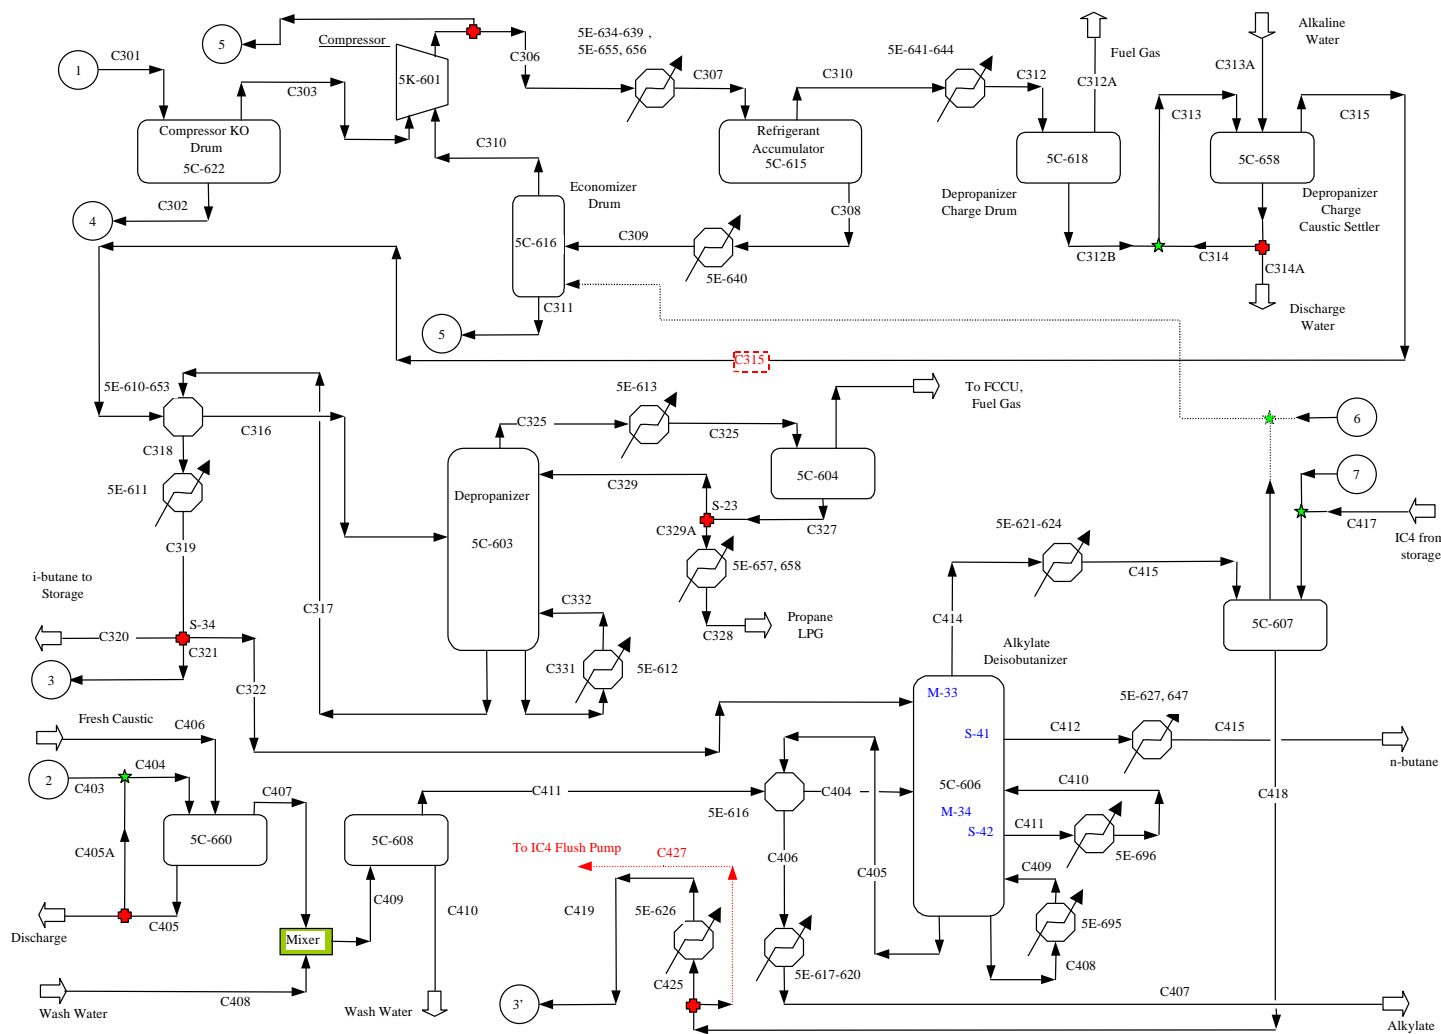 5
Compressor
5E-634-639 ,
5E-655, 656
C306
5E-641-644
Fuel Gas
Alkaline
Water
1
C301
C303
5K-601
C307
C310
C312
C312A
C313A
C313
C315
Compressor KO
Drum
5C-622
C310
Refrigerant
Accumulator
5C-615
5C-618
5C-658
C302
4
Economizer
Drum
5C-616
C309
C308
5E-640
Depropanizer
Charge Drum
C312B
C314
Depropanizer
Charge
Caustic Settler
C314A
C311
5
Discharge
Water
C315
5E-610-653
C316
C318
5E-611
C319
5E-613
C325
C325
To FCCU,
Fuel Gas
6
Depropanizer
5C-603
C329
S-23
C329A
C327
5C-604
7
C417
IC4 from
storage
5E-621-624
C415
5E-657, 658
C328
Propane
LPG
C332
C331
5E-612
C317
i-butane to
Storage
C320
S-34
C321
3
C322
C414
5C-607
Alkylate
Deisobutanizer
M-33
S-41
C412
5E-627, 647
C415
n-butane
Fresh Caustic
C406
2
C403
C404
C407
5C-660
C405A
C405
Discharge
Mixer
C408
Wash Water
5C-608
C409
C410
Wash Water
C411
5E-616
C404
5C-606
M-34
S-42
C410
C411
5E-696
C418
To IC4 Flush Pump
C427
C406
C405
C409
C419
5E-626
5E-695
C425
5E-617-620
C408
3’
C407
Alkylate